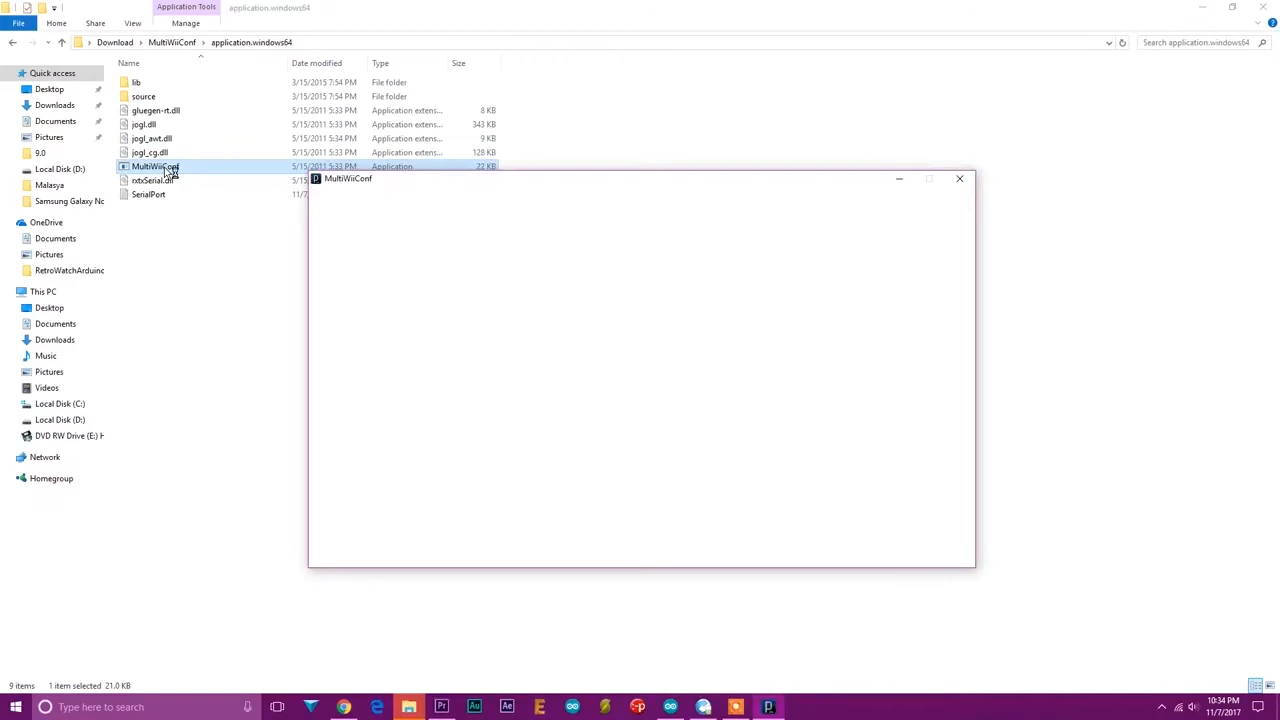 Application Tools
application.windows64
File
Home
Share
View
Manage
Download
MultiWiiConf
application.windows64
Search application.windows64
Name
Date modified
Type
Size
Quick access
Desktop
Downloads
Documents
Pictures
9.0
Local Disk (D:)
Malasya
Samsung Galaxy No
OneDrive
Documents
Pictures
RetroWatchArduinc
This PC
Desktop
Documents
Downloads
Music
Pictures
Videos
Local Disk (C:)
Local Disk (D:)
DVD RW Drive (E:) H
Network
Homegroup
lib 3/15/2015 7:54 PM File folder
source 3/15/2015 7:54 PM File folder
gluegen-rt.dll 5/15/2011 5:33 PM Application extens... 8 KB
jogl.dll 5/15/2011 5:33 PM Application extens... 343 KB
jogl_awt.dll 5/15/2011 5:34 PM Application extens... 9 KB
jogl_cg.dll 5/15/2011 5:33 PM Application extens... 128 KB
MultiWiiConf 5/15/2011 5:33 PM Application 22 KB
rxtxSerial.dll 5/15
SerialPort 11/7
MultiWiiConf
9 items
1 item selected 21.0 KB
Type here to search
Pr
Au
Ae
10:34 PM
11/7/2017